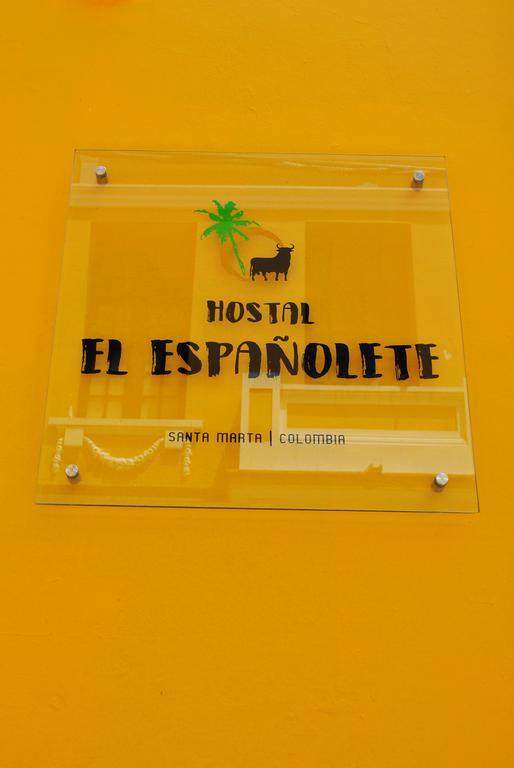 HOSTAL
EL ESPAÑOLETE
SANTA MARTA | COLOMBIA